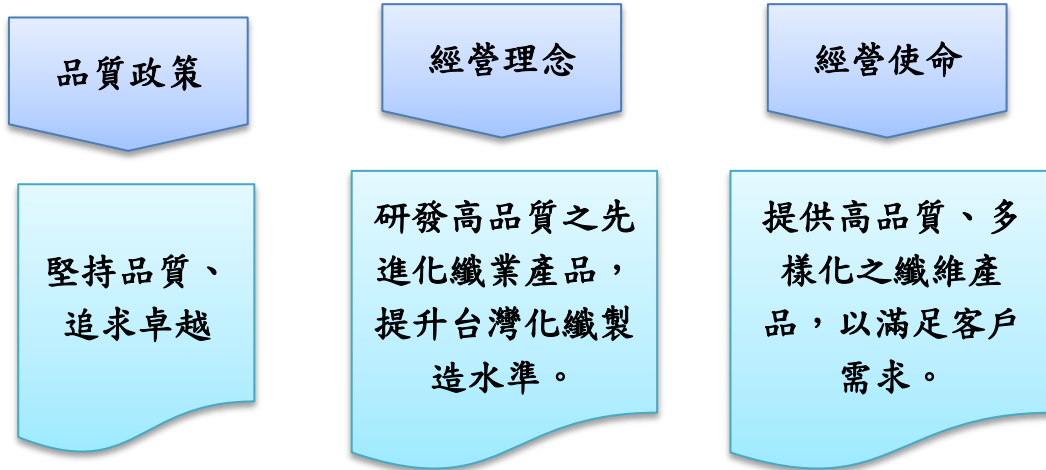 品質政策
堅持品質、
追求卓越
經營理念
研發高品質之先
進化纖業產品，
提升台灣化纖製
造水準。
經營使命
提供高品質、多
樣化之纖維產
品，以滿足客戶
需求。